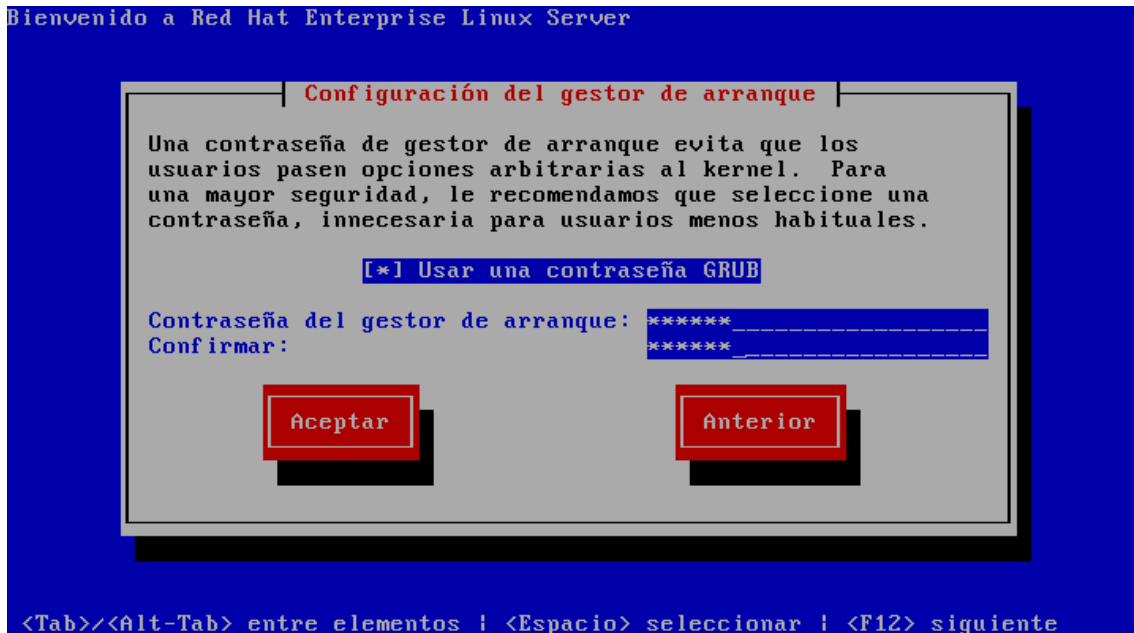 Bienvenido a Red Hat Enterprise Linux Server
Configuración del gestor de arranque
Una contraseña de gestor de arranque evita que los
usuarios pasen opciones arbitrarias al kernel.  Para
una mayor seguridad, le recomendamos que seleccione una
contraseña, innecesaria para usuarios menos habituales.
[*] Usar una contraseña GRUB
Contraseña del gestor de arranque: ******__________________
Confirmar: ******__________________
Aceptar Anterior
<Tab>/<Alt-Tab> entre elementos | <Espacio> seleccionar | <F12> siguiente